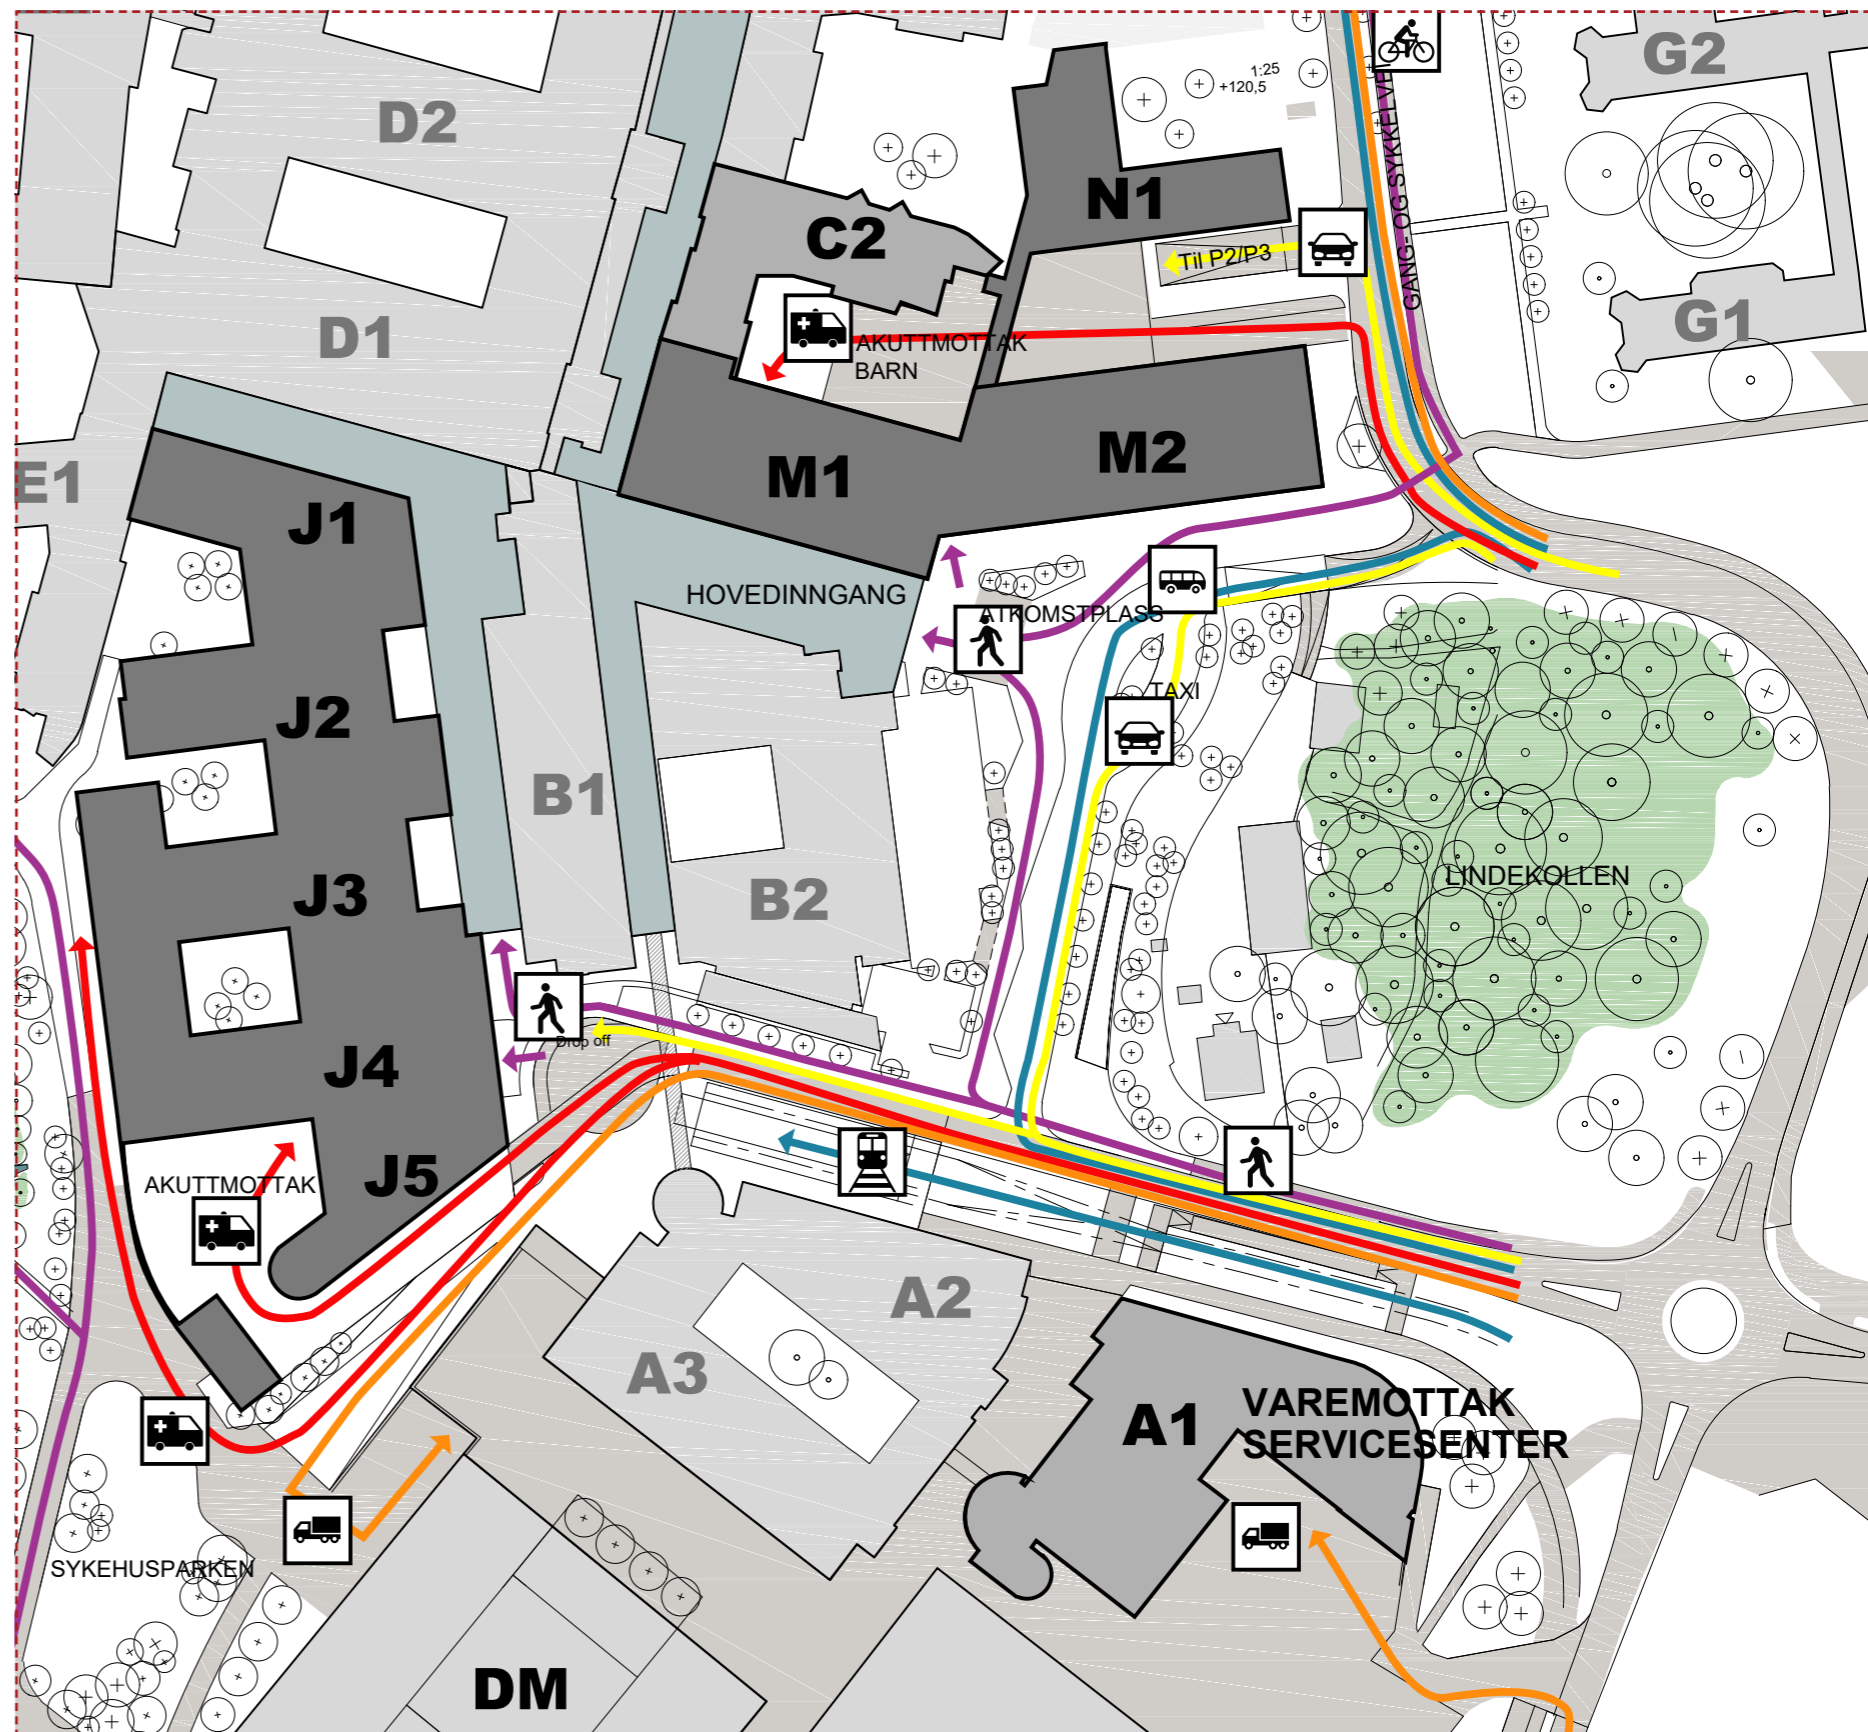 G2
1:25
+120,5
D2
GANG- OG SYKKELVEI
N1
C2
Til P2/P3
G1
D1
AKUTTMOTTAK
BARN
M2
M1
E1
J1
HOVEDINNGANG
ATKOMSTPLASS
TAXI
J2
B1
LINDEKOLLEN
J3
B2
Drop off
J4
J5
AKUTTMOTTAK
A2
A3
VAREMOTTAK
SERVICESENTER
A1
SYKEHUSPARKEN
DM